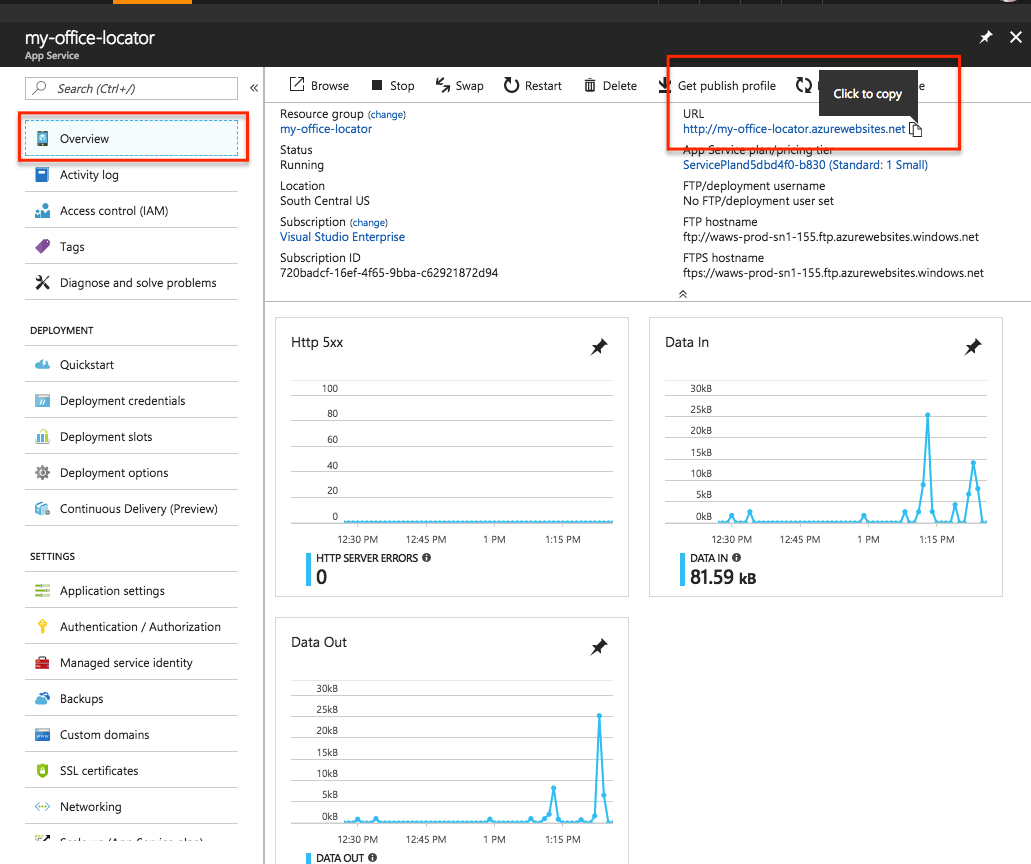 my-office-locator
App Service
Search (Ctrl+/)
Overview
Activity log
Access control (IAM)
Tags
Diagnose and solve problems
DEPLOYMENT
Quickstart
Deployment credentials
Deployment slots
Deployment options
Continuous Delivery (Preview)
SETTINGS
Application settings
Authentication / Authorization
Managed service identity
Backups
Custom domains
SSL certificates
Networking
Scale up (App Service plan)
Browse
Stop
Swap
Restart
Delete
Get publish profile
Click to copy
Resource group (change)
my-office-locator
Status
Running
Location
South Central US
Subscription (change)
Visual Studio Enterprise
Subscription ID
720badcf-16ef-4f65-9bba-c62921872d94
URL
http://my-office-locator.azurewebsites.net
App Service plan/pricing tier
ServicePland5dbd4f0-b830 (Standard: 1 Small)
FTP/deployment username
No FTP/deployment user set
FTP hostname
ftp://waws-prod-sn1-155.ftp.azurewebsites.windows.net
FTPS hostname
ftps://waws-prod-sn1-155.ftp.azurewebsites.windows.net
Http 5xx
100
80
60
40
20
0
12:30 PM 12:45 PM 1 PM 1:15 PM
HTTP SERVER ERRORS
0
Data In
30kB
25kB
20kB
15kB
10kB
5kB
0kB
12:30 PM 12:45 PM 1 PM 1:15 PM
DATA IN
81.59 kB
Data Out
30kB
25kB
20kB
15kB
10kB
5kB
0kB
12:30 PM 12:45 PM 1 PM 1:15 PM
DATA OUT